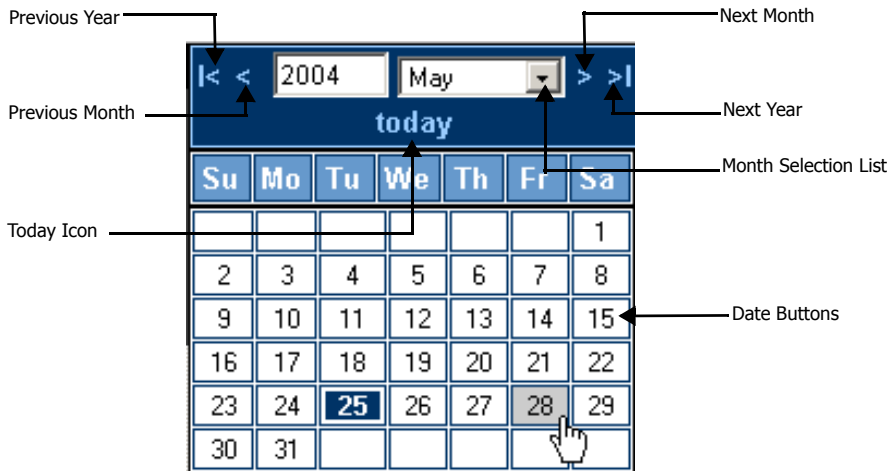 Previous Year
Next Month
|< < 2004 May > >|
Previous Month
Next Year
today
Month Selection List
Su Mo Tu We Th Fr Sa
Today Icon
1
2 3 4 5 6 7 8
9 10 11 12 13 14 15
Date Buttons
16 17 18 19 20 21 22
23 24 25 26 27 28 29
30 31